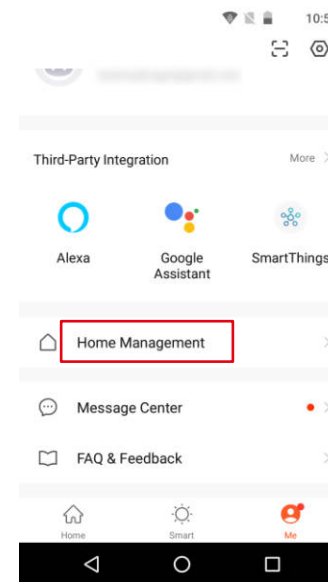 10:5
Third-Party Integration
More
Alexa
Google
Assistant
SmartThings
Home Management
Message Center
FAQ & Feedback
Home
Smart
Me